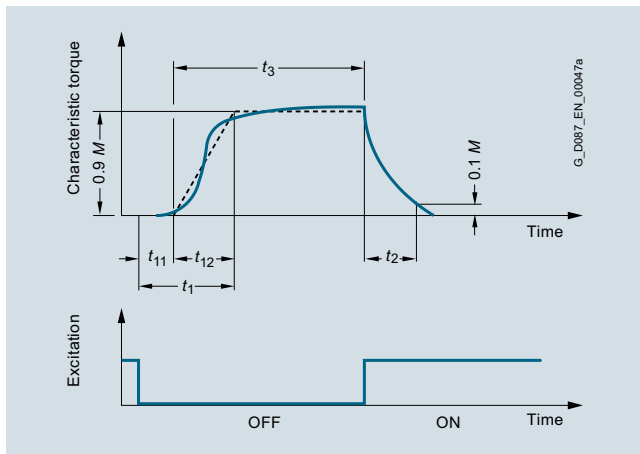 Characteristic torque
0.9 M
t3
0.1 M
G_D087_EN_00047a
Time
t11
t12
t2
t1
Excitation
OFF
ON
Time